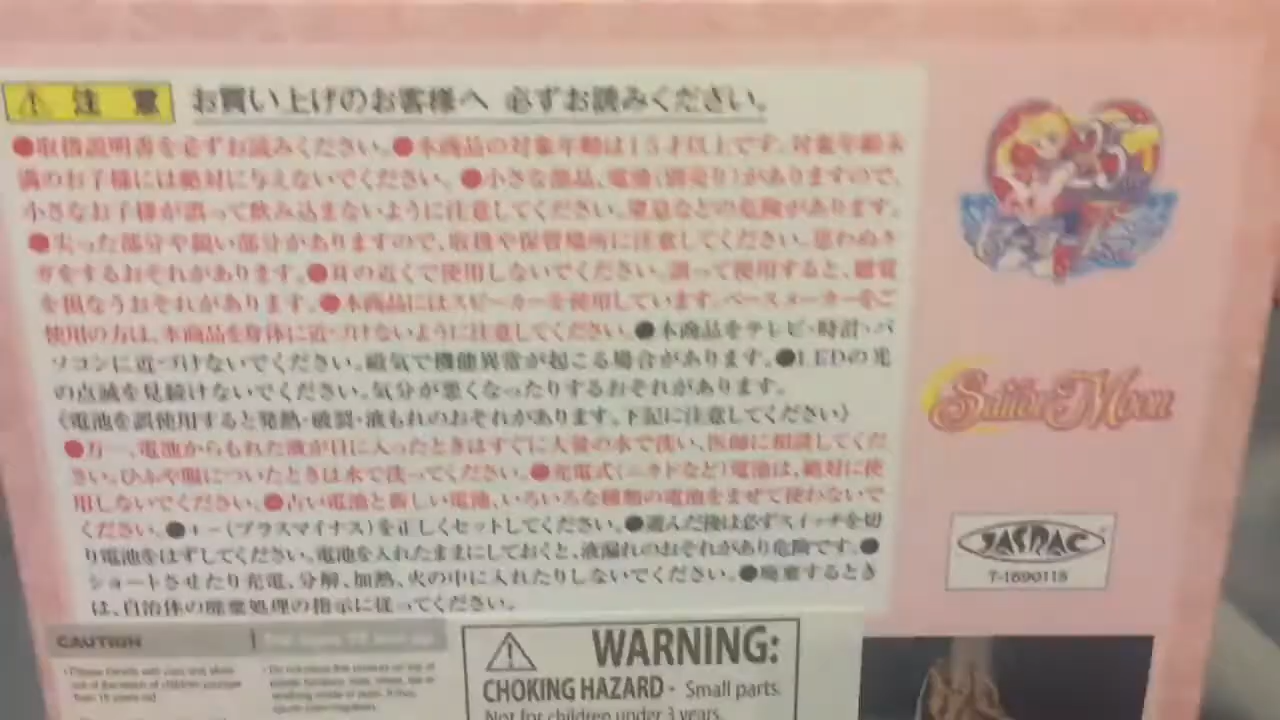 注意 お買い上げのお客様へ 必ずお読みください。
●取扱説明書を必ずお読みください。●本商品の対象年齢は15才以上です。対象年齢未
満のお子様には絶対に与えないでください。●小さな部品、電池(別売り)がありますので、
小さなお子様が誤って飲み込まないように注意してください。窒息などの危険があります。
●尖った部分や鋭い部分がありますので、取扱や保管場所に注意してください。思わぬケ
ガをするおそれがあります。●耳の近くで使用しないでください。誤って使用すると、聴覚
を損なうおそれがあります。●本商品にはスピーカーを使用しています。ペースメーカーをご
使用の方は、本商品を身体に近づけないように注意してください。●本商品をテレビ・時計・パ
ソコンに近づけないでください。磁気で機能異常が起こる場合があります。●LEDの光
の点滅を見続けないでください。気分が悪くなったりするおそれがあります。
《電池を誤使用すると発熱・破裂・液もれのおそれがあります。下記に注意してください》
●万一、電池からもれた液が目に入ったときはすぐに大量の水で洗い、医師に相談してくだ
さい。ひふや服についたときは水で洗ってください。●充電式(ニカドなど)電池は、絶対に使
用しないでください。●古い電池と新しい電池、いろいろな種類の電池をまぜて使わないで
ください。●+-(プラスマイナス)を正しくセットしてください。●遊んだ後は必ずスイッチを切
り電池をはずしてください。電池を入れたままにしておくと、液漏れのおそれがあり危険です。●
ショートさせたり充電、分解、加熱、火の中に入れたりしないでください。●廃棄するとき
は、自治体の廃棄処理の指示に従ってください。
Sailor Moon
JASRAC
T-1690118
CAUTION
WARNING:
CHOKING HAZARD - Small parts.
Not for children under 3 years.